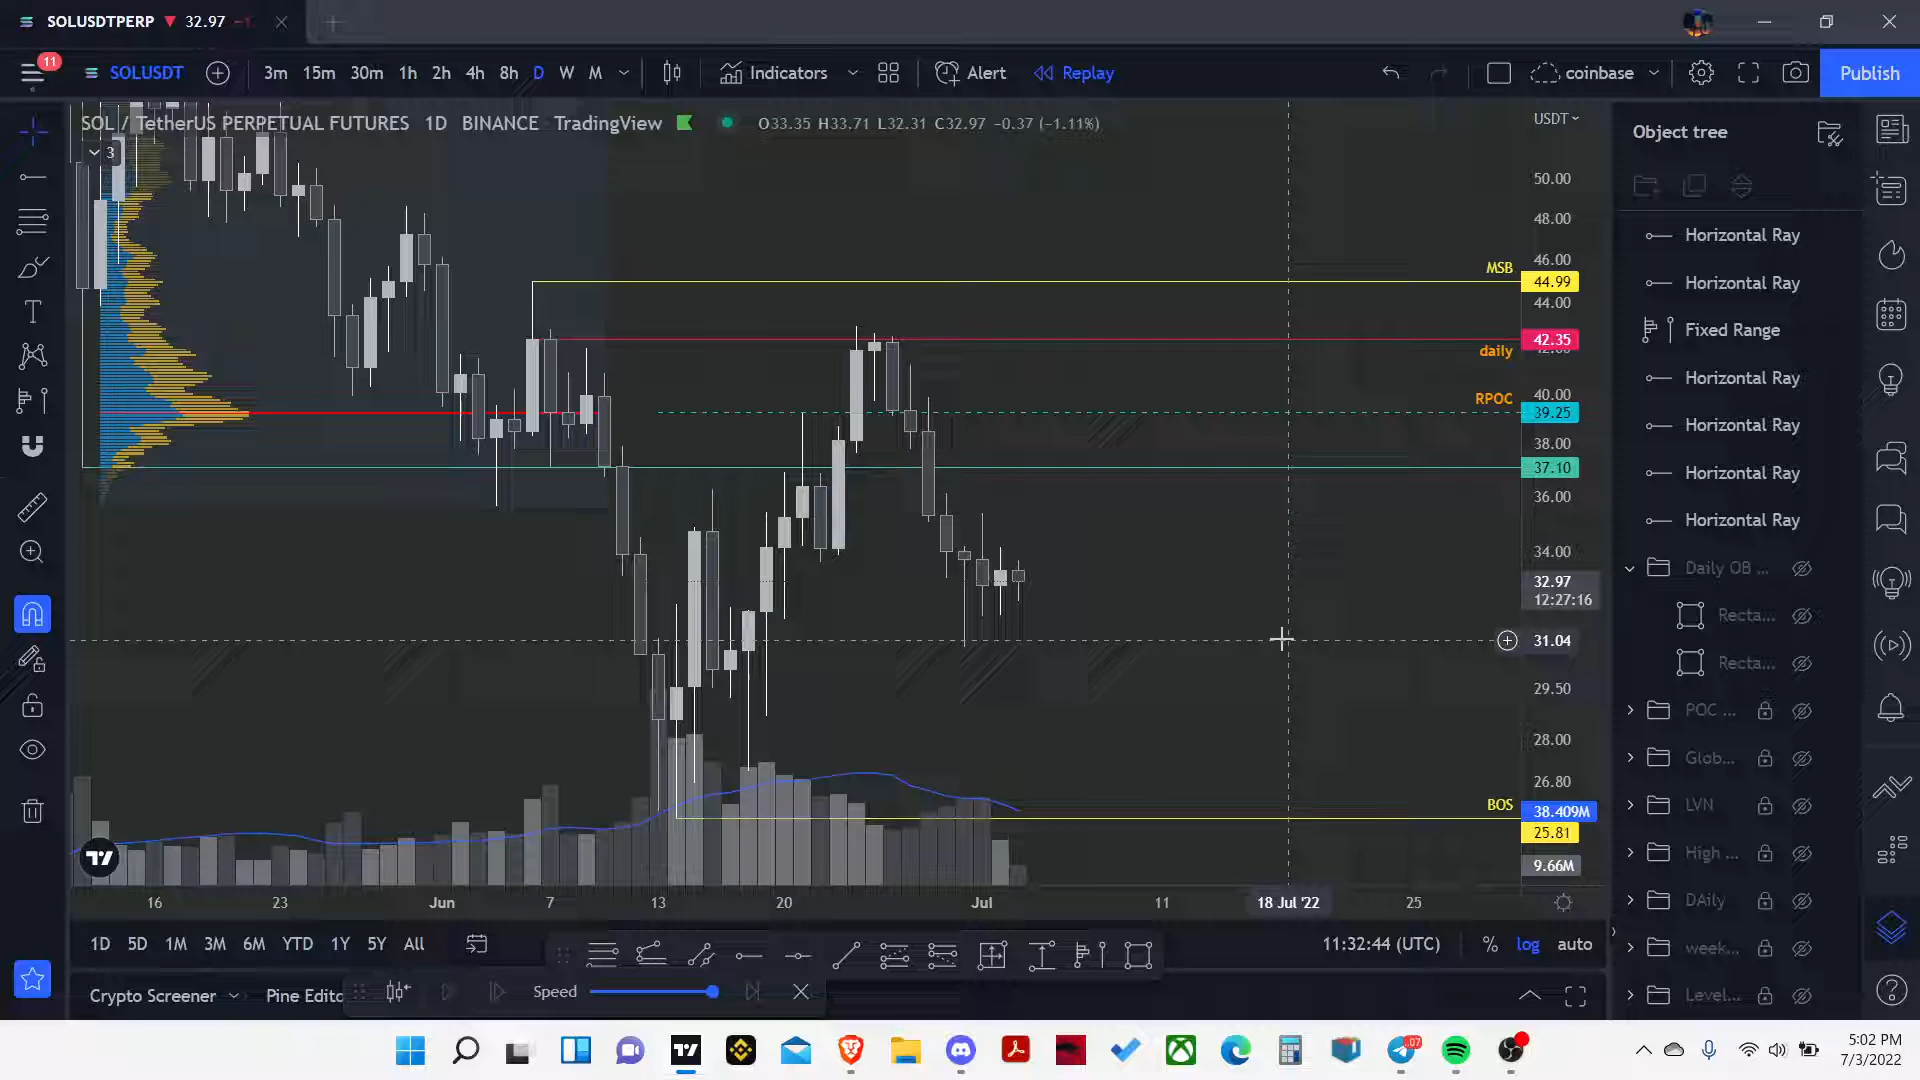 SOLUSDTPERP ▼ 32.97
11
SOLUSDT
3m 15m 30m 1h 2h 4h 8h D W M
Indicators
Alert
Replay
coinbase
Publish
SOL / TetherUS PERPETUAL FUTURES 1D BINANCE TradingView
O33.35 H33.71 L32.31 C32.97 −0.37 (−1.11%)
USDT
Object tree
3
50.00
48.00
46.00
44.99
44.00
42.35
40.00
39.25
38.00
37.10
36.00
34.00
32.97
12:27:16
31.04
29.50
28.00
26.80
38.409M
25.81
9.66M
MSB
daily
RPOC
BOS
Horizontal Ray
Horizontal Ray
Fixed Range
Horizontal Ray
Horizontal Ray
Horizontal Ray
Horizontal Ray
Daily OB ...
Recta...
Recta...
POC ...
Glob...
LVN
High ...
DAily
week...
Level...
16 23 Jun 7 13 20 Jul 11 18 Jul '22 25
1D 5D 1M 3M 6M YTD 1Y 5Y All
11:32:44 (UTC) % log auto
Crypto Screener
Pine Edito
Speed
5:02 PM
7/3/2022